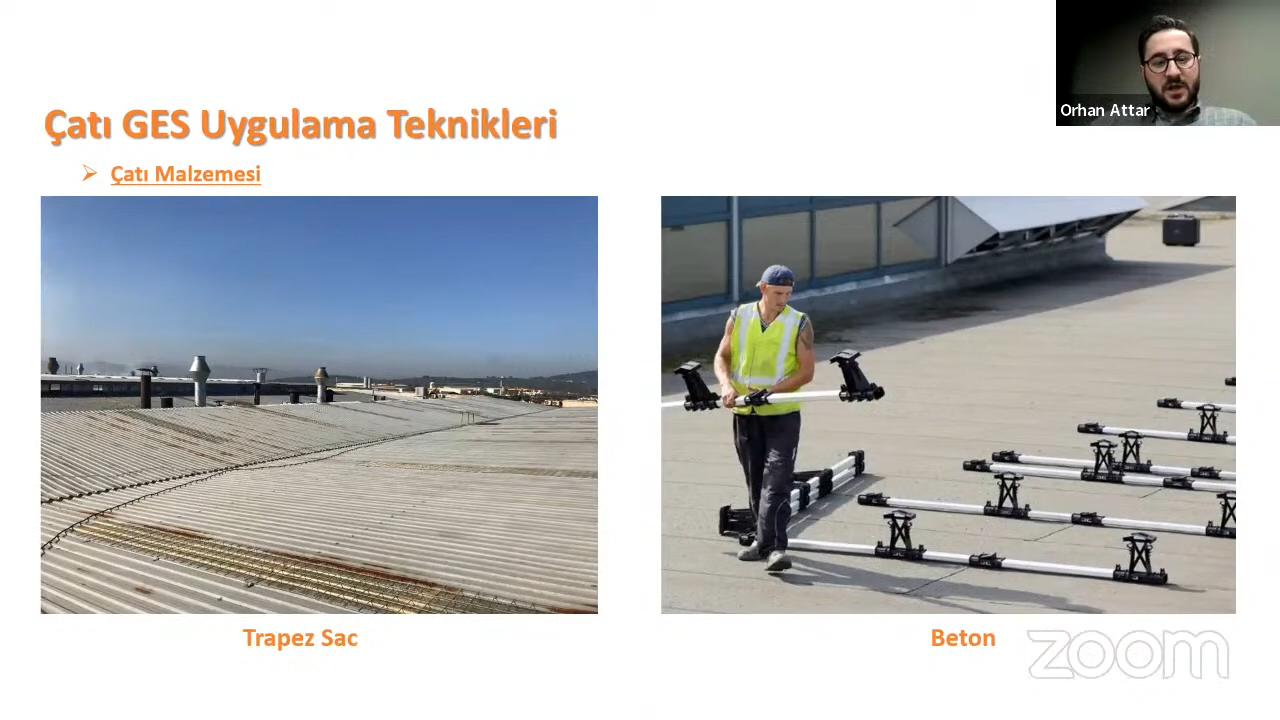 Orhan Attar
Çatı GES Uygulama Teknikleri
Çatı Malzemesi
Trapez Sac
Beton
zoom